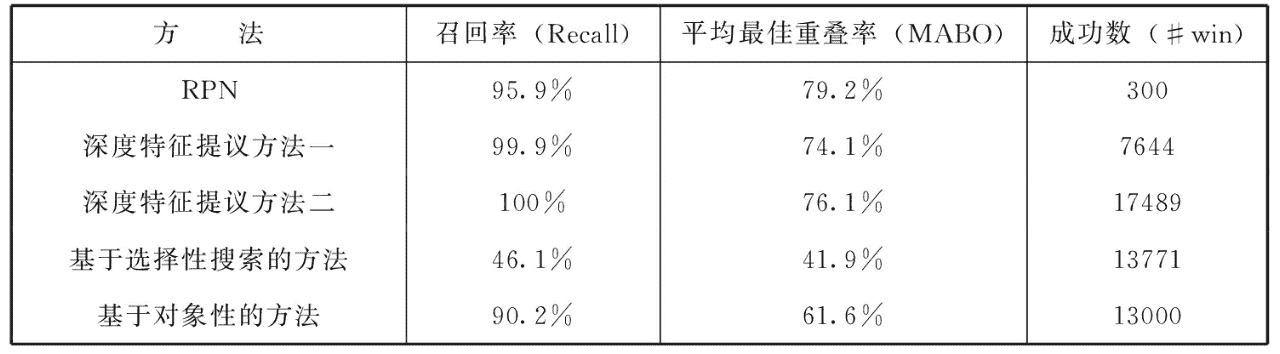 方 法 召回率（Recall） 平均最佳重叠率（MABO） 成功数（#win）
RPN 95.9% 79.2% 300
深度特征提议方法一 99.9% 74.1% 7644
深度特征提议方法二 100% 76.1% 17489
基于选择性搜索的方法 46.1% 41.9% 13771
基于对象性的方法 90.2% 61.6% 13000